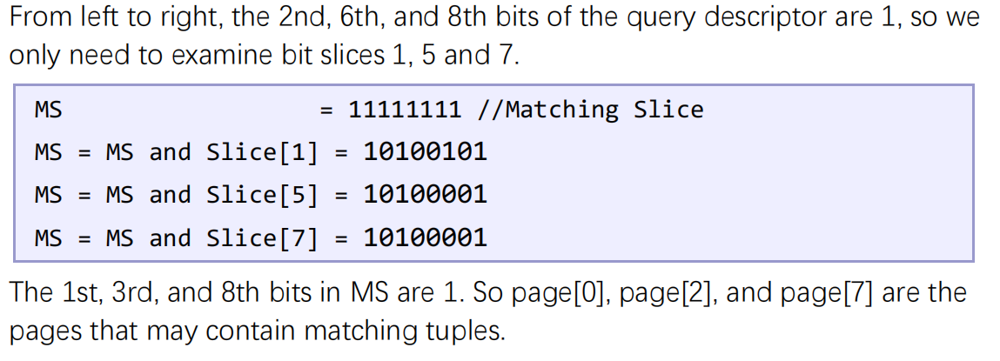 From left to right, the 2nd, 6th, and 8th bits of the query descriptor are 1, so we
only need to examine bit slices 1, 5 and 7.
MS = 11111111 //Matching Slice
MS = MS and Slice[1] = 10100101
MS = MS and Slice[5] = 10100001
MS = MS and Slice[7] = 10100001
The 1st, 3rd, and 8th bits in MS are 1. So page[0], page[2], and page[7] are the
pages that may contain matching tuples.